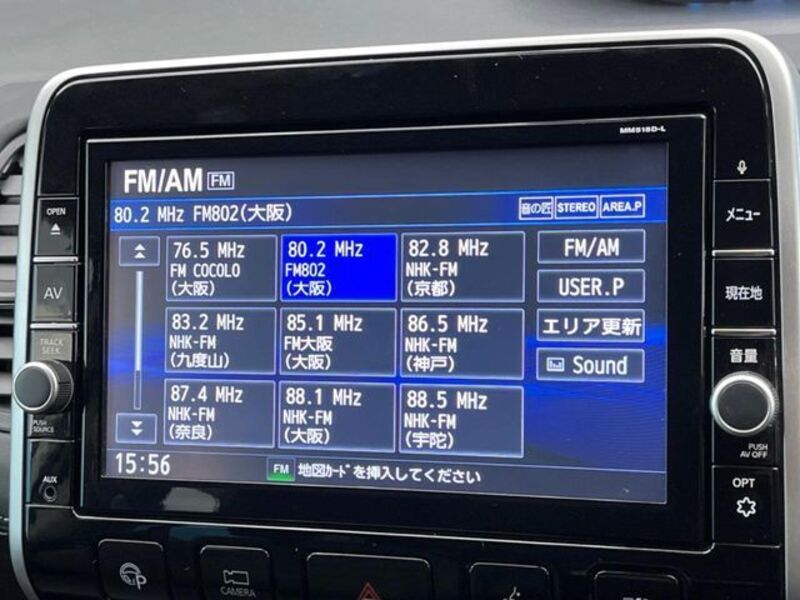 MM518D-L
FM/AM FM
80.2 MHz FM802(大阪)
音の匠 STEREO AREA.P
76.5 MHz
FM COCOLO
(大阪)
80.2 MHz
FM802
(大阪)
82.8 MHz
NHK-FM
(京都)
83.2 MHz
NHK-FM
(九度山)
85.1 MHz
FM大阪
(大阪)
86.5 MHz
NHK-FM
(神戸)
87.4 MHz
NHK-FM
(奈良)
88.1 MHz
NHK-FM
(大阪)
88.5 MHz
NHK-FM
(宇陀)
FM/AM
USER.P
エリア更新
Sound
15:56
FM 地図ｶｰﾄﾞを挿入してください
OPEN
AV
TRACK
SEEK
PUSH
SOURCE
AUX
メニュー
現在地
音量
PUSH
AV OFF
OPT
P
CAMERA